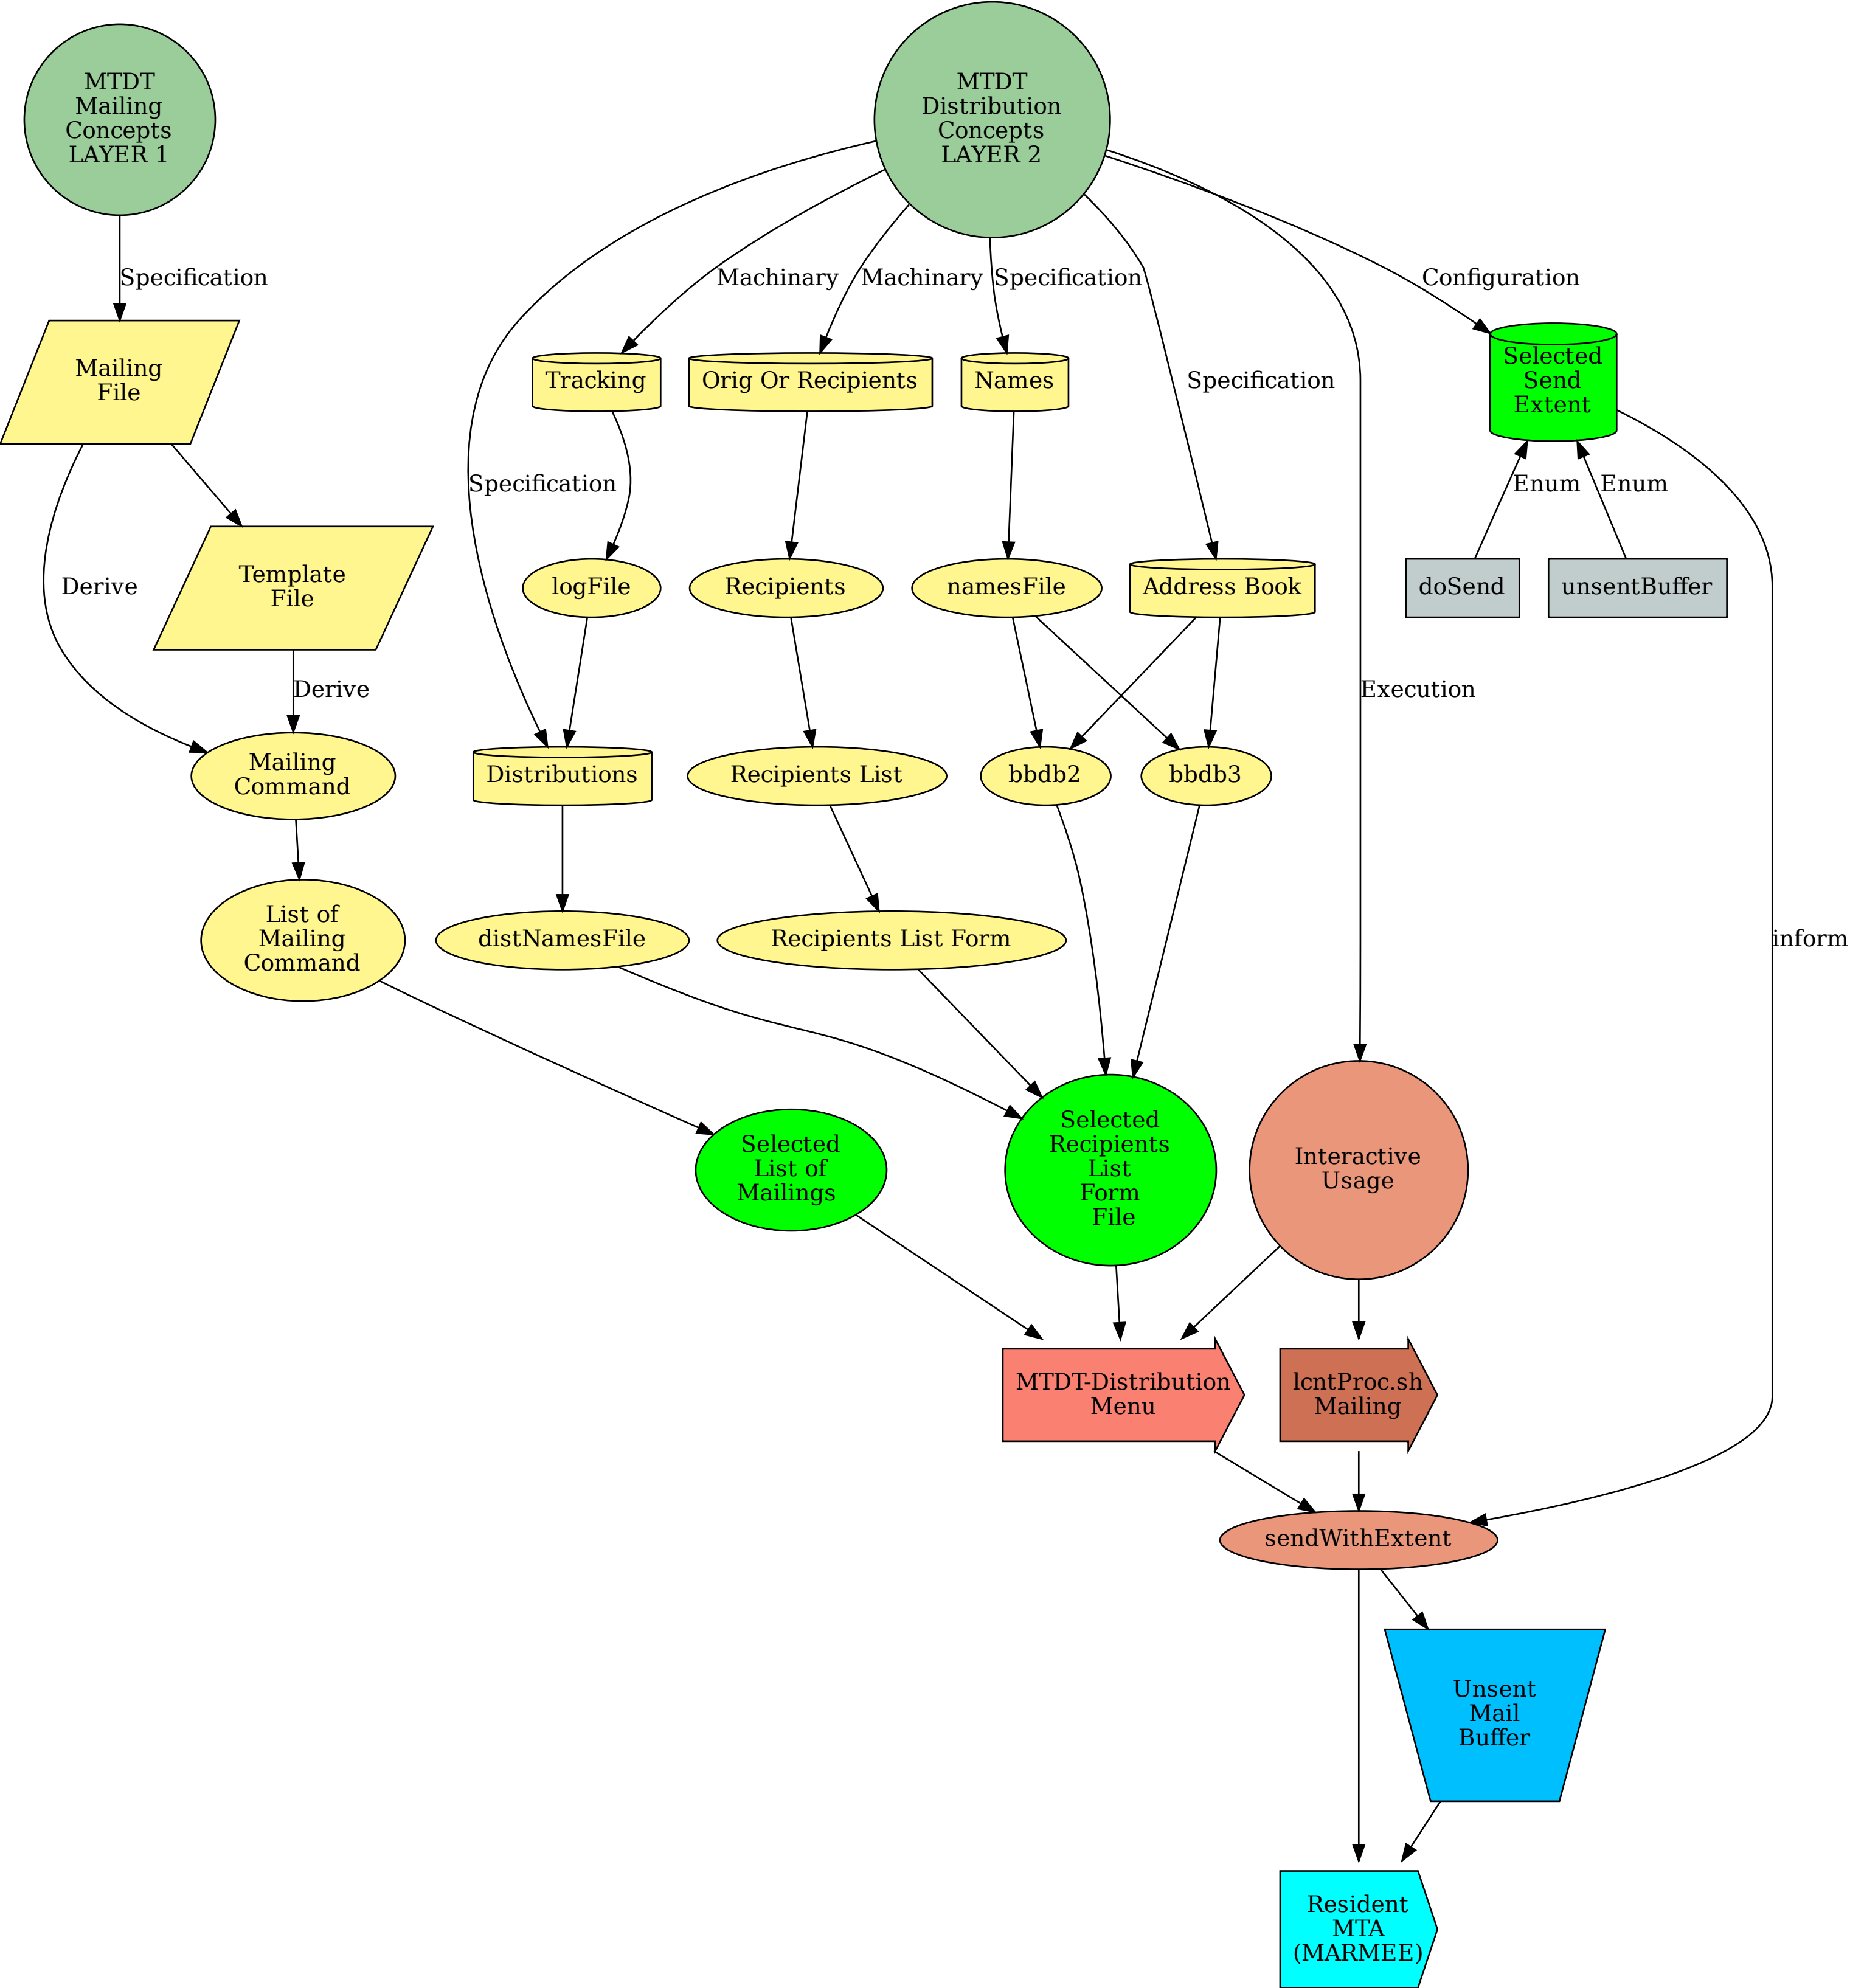 MTDT
Mailing
Concepts
LAYER 1
MTDT
Distribution
Concepts
LAYER 2
Specification
Machinary
Machinary
Specification
Configuration
Mailing
File
Tracking
Orig Or Recipients
Names
Specification
Selected
Send
Extent
Specification
Enum
Enum
Derive
Template
File
logFile
Recipients
namesFile
Address Book
doSend
unsentBuffer
Derive
Execution
Mailing
Command
Distributions
Recipients List
bbdb2
bbdb3
List of
Mailing
Command
distNamesFile
Recipients List Form
inform
Selected
List of
Mailings
Selected
Recipients
List
Form
File
Interactive
Usage
MTDT-Distribution
Menu
lcntProc.sh
Mailing
sendWithExtent
Unsent
Mail
Buffer
Resident
MTA
(MARMEE)